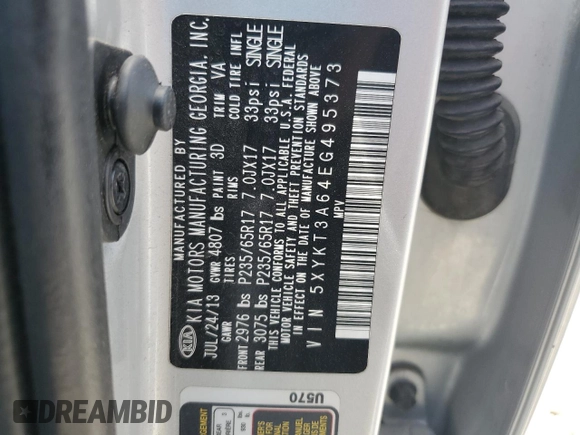 MANUFACTURED BY
KIA KIA MOTORS MANUFACTURING GEORGIA, INC.
JUL/24/13 GVWR 4807 lbs PAINT 3D TRIM VA
GAWR TIRES RIMS COLD TIRE INFL
FRONT 2976 lbs P235/65R17 7.0JX17 33psi SINGLE
REAR 3075 lbs P235/65R17 7.0JX17 33psi SINGLE
THIS VEHICLE CONFORMS TO ALL APPLICABLE U.S.A. FEDERAL
MOTOR VEHICLE SAFETY AND THEFT PREVENTION STANDARDS
IN EFFECT ON THE DATE OF MANUFACTURE SHOWN ABOVE
VIN 5XYKT3A64EG495373
MPV
U570
DREAMBID